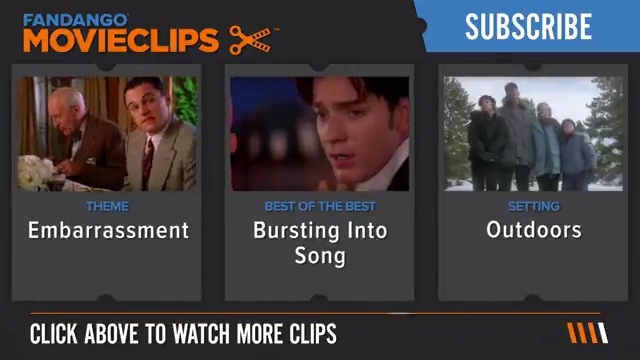 FANDANGO
MOVIECLIPS™
SUBSCRIBE
THEME
Embarrassment
BEST OF THE BEST
Bursting Into
Song
SETTING
Outdoors
CLICK ABOVE TO WATCH MORE CLIPS